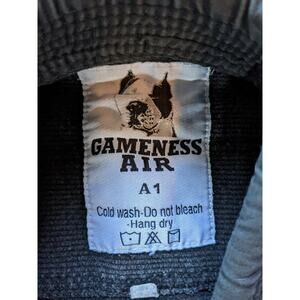 GAMENESS
AIR
A1
Cold wash-Do not bleach
-Hang dry